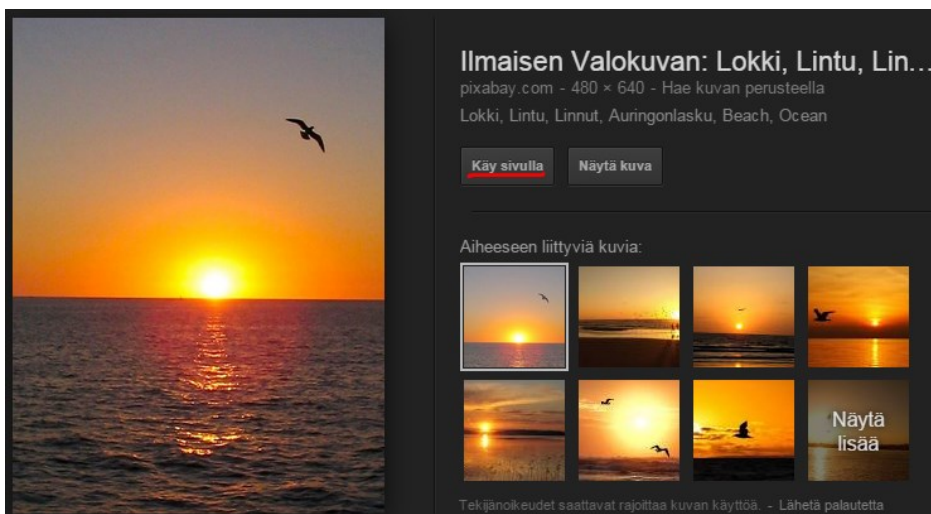 Ilmaisen Valokuvan: Lokki, Lintu, Lin...
pixabay.com - 480 × 640 - Hae kuvan perusteella
Lokki, Lintu, Linnut, Auringonlasku, Beach, Ocean
Käy sivulla
Näytä kuva
Aiheeseen liittyviä kuvia:
Näytä
lisää
Tekijänoikeudet saattavat rajoittaa kuvan käyttöä. - Lähetä palautetta